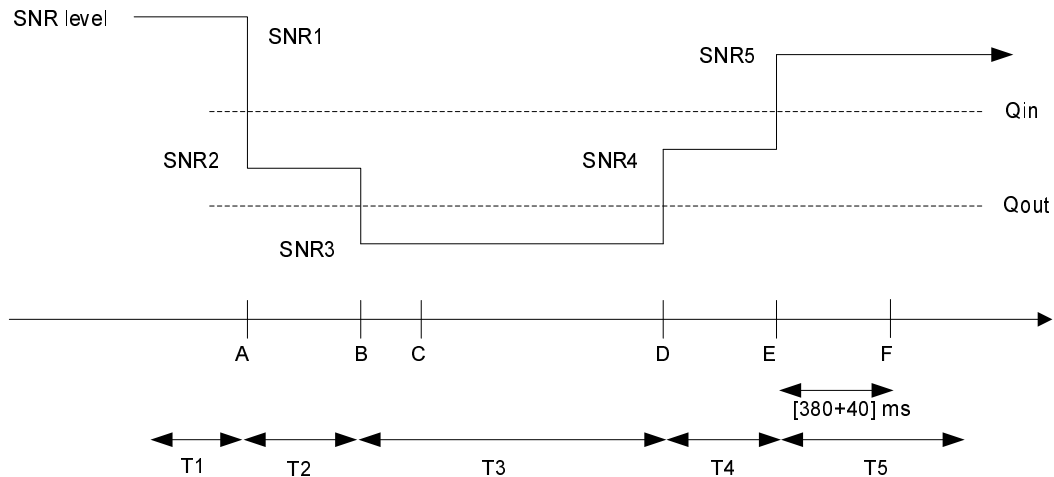 SNR level
SNR1
SNR5
Qin
SNR2
SNR4
Qout
SNR3
A B C D E F
[380+40] ms
T1 T2 T3 T4 T5